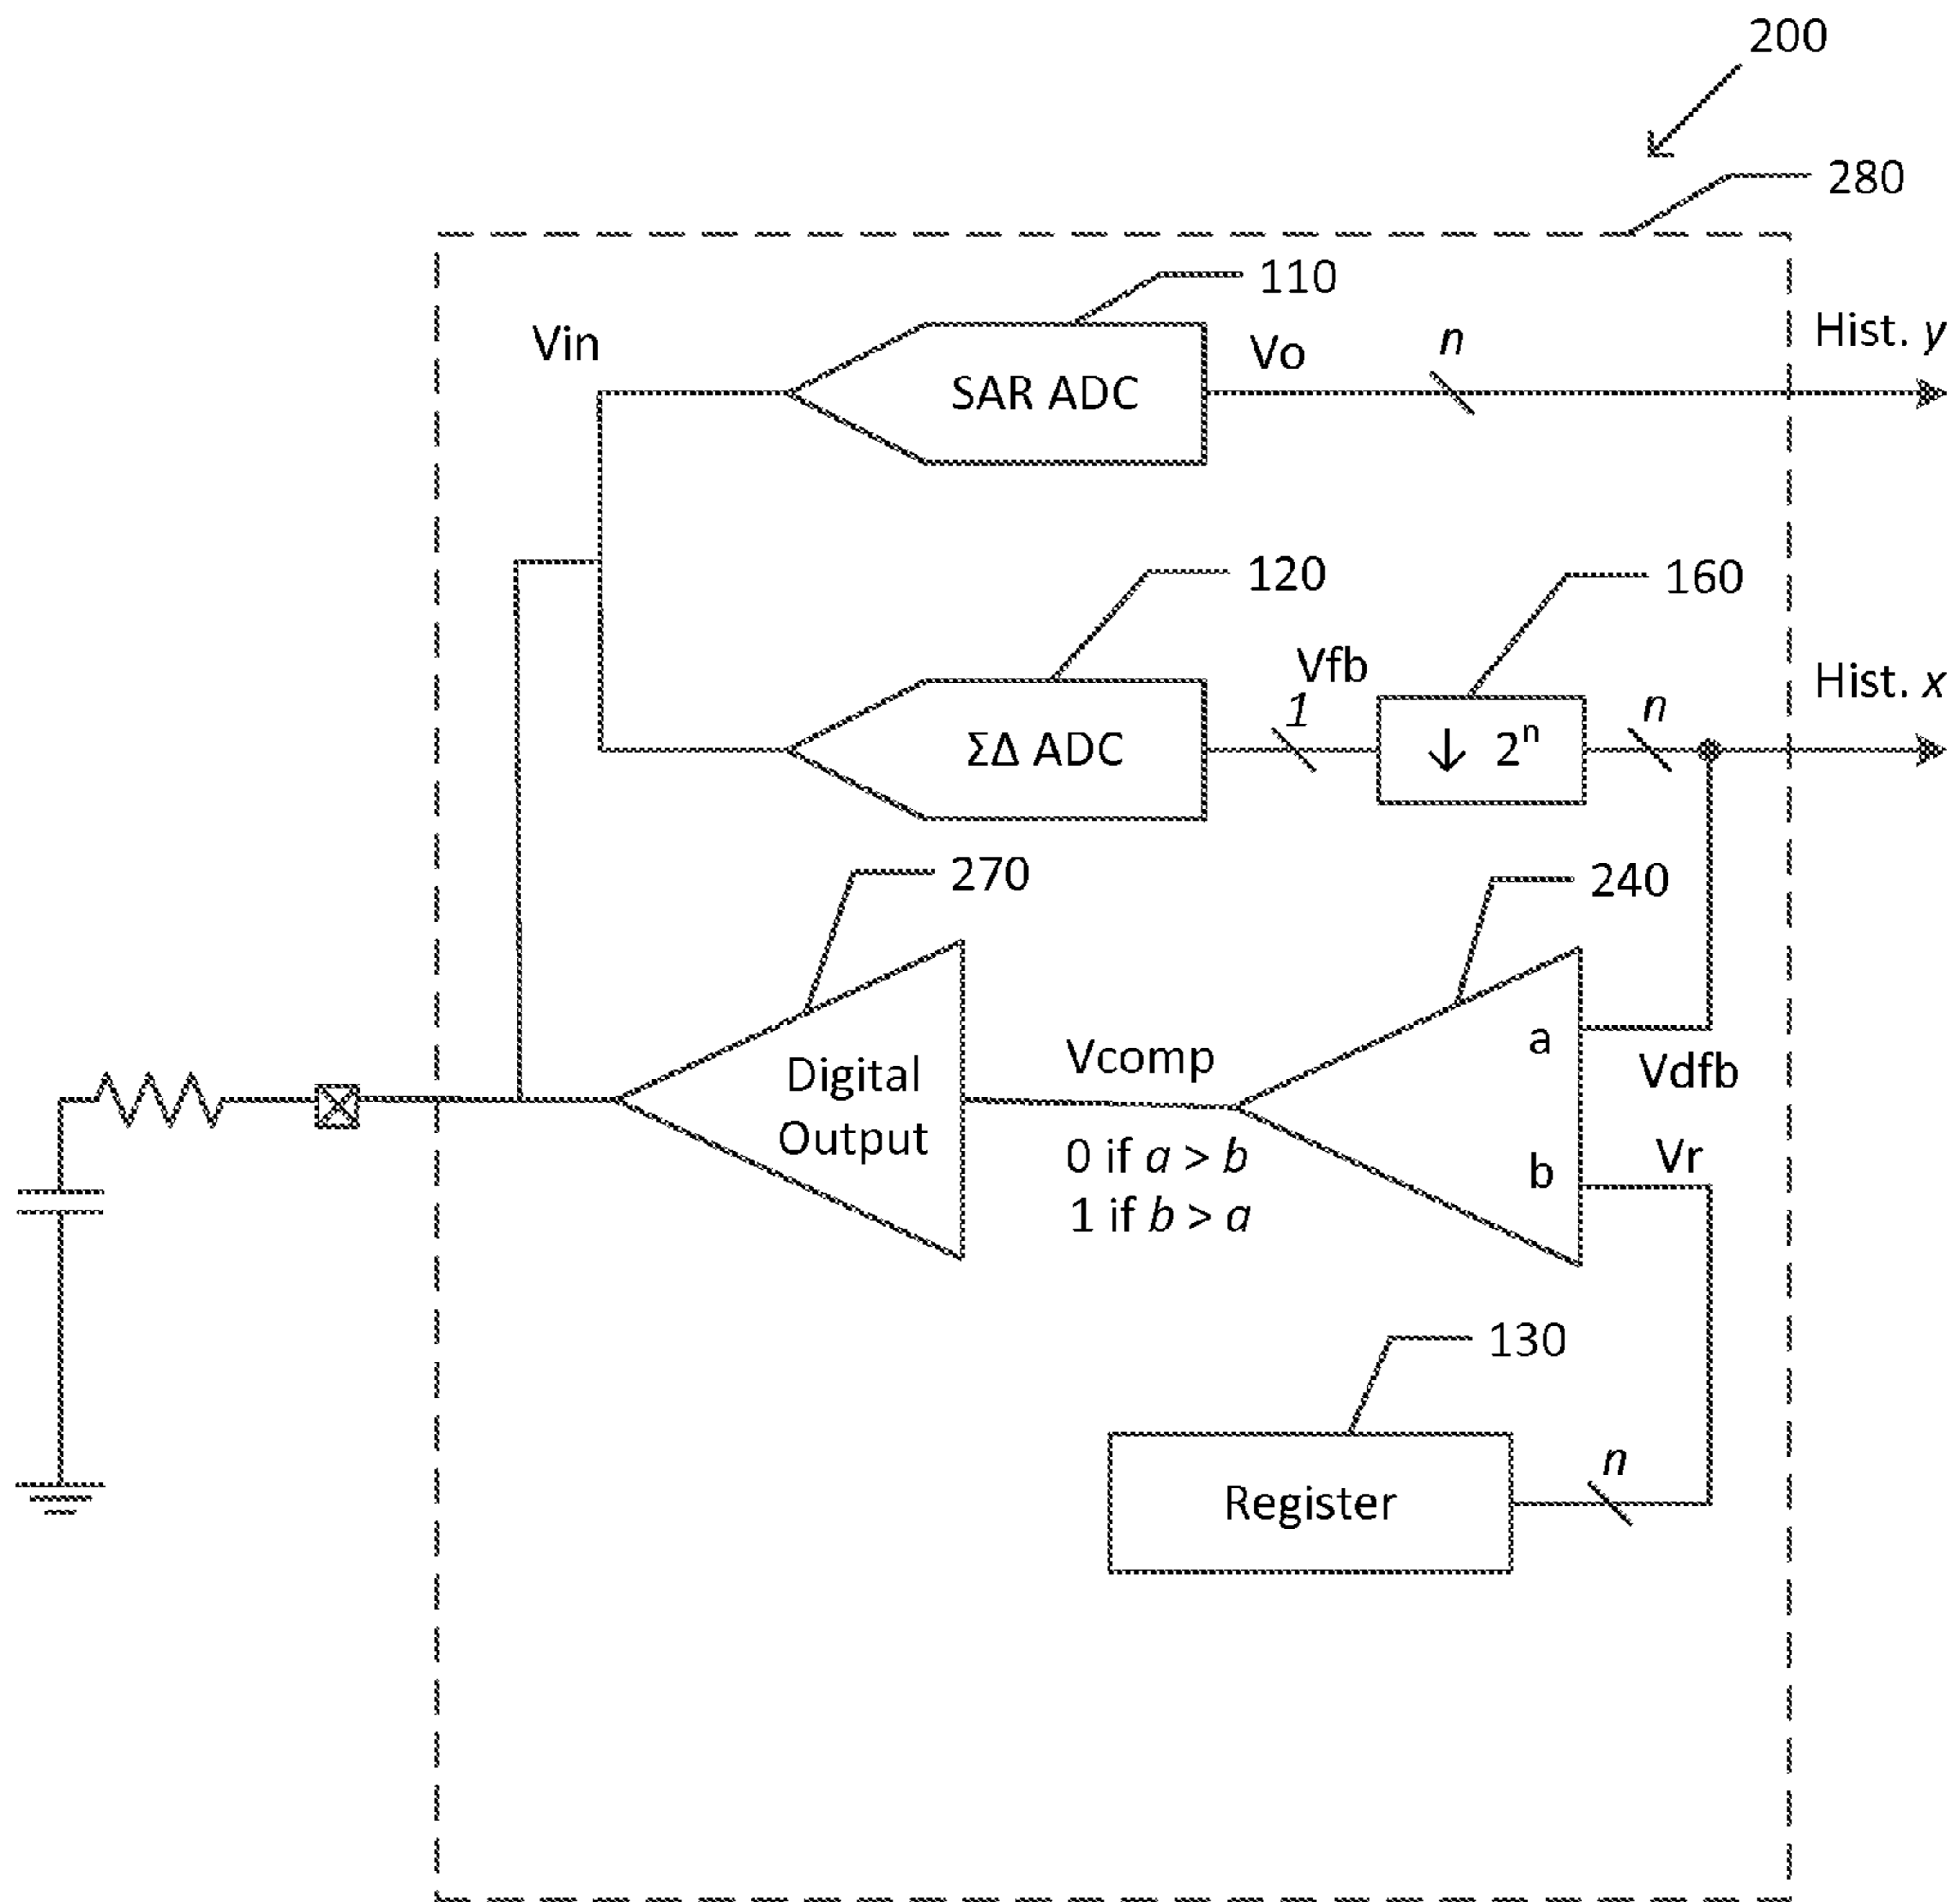 200
280
110
Vin
Vo
n
Hist. y
SAR ADC
120
160
Vfb
1
n
Hist. x
ΣΔ ADC
↓ 2ⁿ
270
240
a
Vdfb
Digital
Output
Vcomp
0 if a > b
1 if b > a
b
Vr
130
n
Register